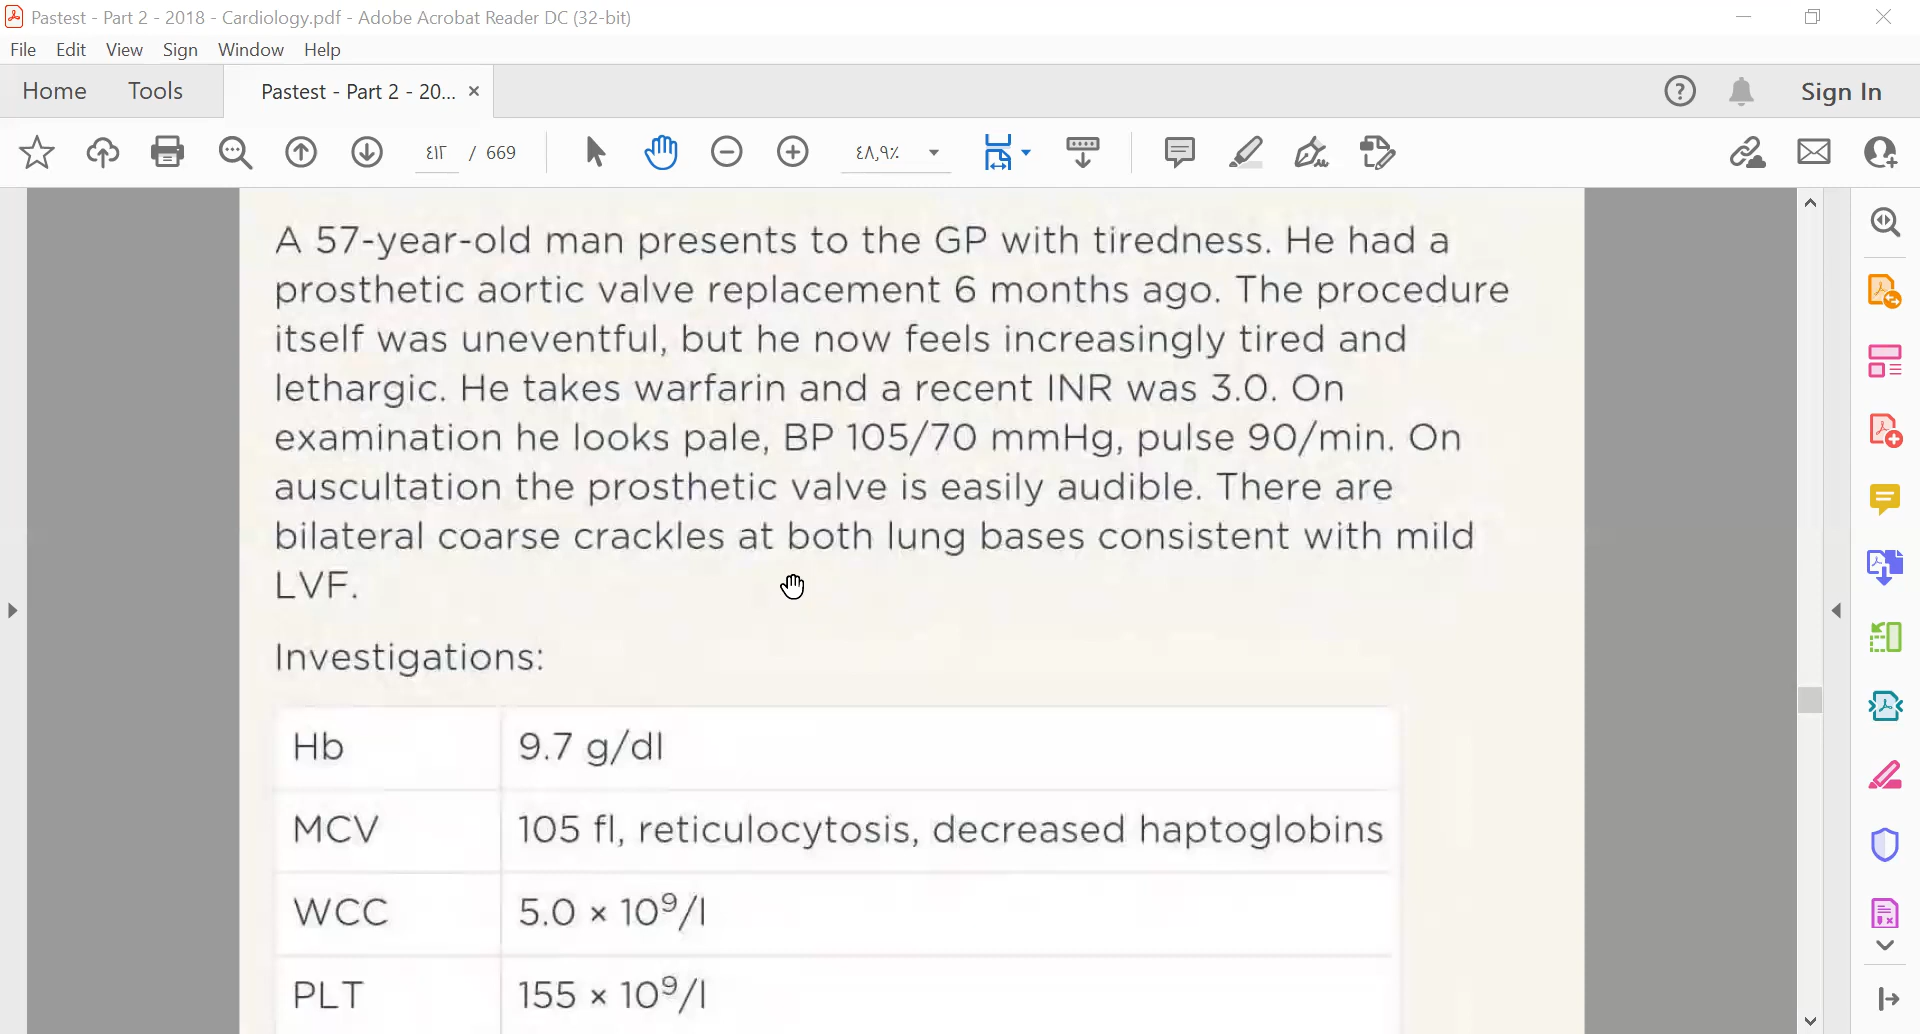 Pastest - Part 2 - 2018 - Cardiology.pdf - Adobe Acrobat Reader DC (32-bit)
File Edit View Sign Window Help
Home Tools Pastest - Part 2 - 20... × Sign In
٤١٢ / 669 ٤٨,٩٪
A 57-year-old man presents to the GP with tiredness. He had a
prosthetic aortic valve replacement 6 months ago. The procedure
itself was uneventful, but he now feels increasingly tired and
lethargic. He takes warfarin and a recent INR was 3.0. On
examination he looks pale, BP 105/70 mmHg, pulse 90/min. On
auscultation the prosthetic valve is easily audible. There are
bilateral coarse crackles at both lung bases consistent with mild
LVF.
Investigations:
Hb 9.7 g/dl
MCV 105 fl, reticulocytosis, decreased haptoglobins
WCC 5.0 × 10⁹/l
PLT 155 × 10⁹/l